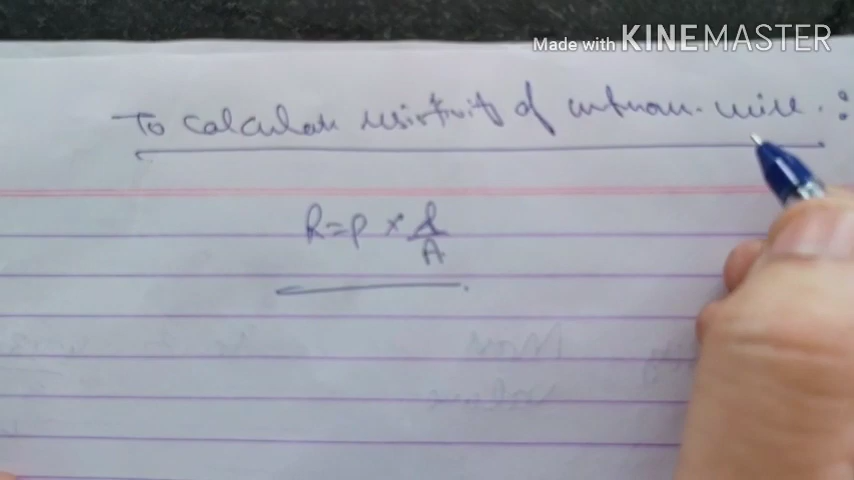 Made with KINEMASTER
To calculate resistivity of unknown wire :
R = ρ × l/A